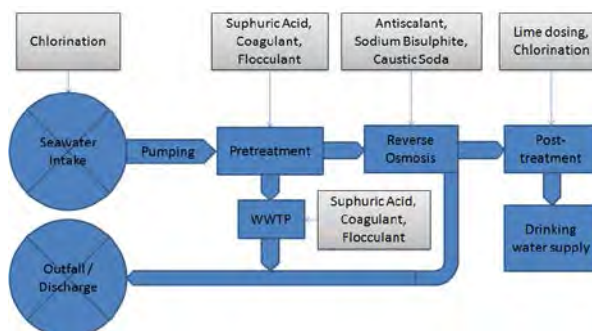 Chlorination
Suphuric Acid,
Coagulant,
Flocculant
Antiscalant,
Sodium Bisulphite,
Caustic Soda
Lime dosing,
Chlorination
Seawater
Intake
Pumping
Pretreatment
Reverse
Osmosis
Post-
treatment
WWTP
Suphuric Acid,
Coagulant,
Flocculant
Drinking
water supply
Outfall /
Discharge